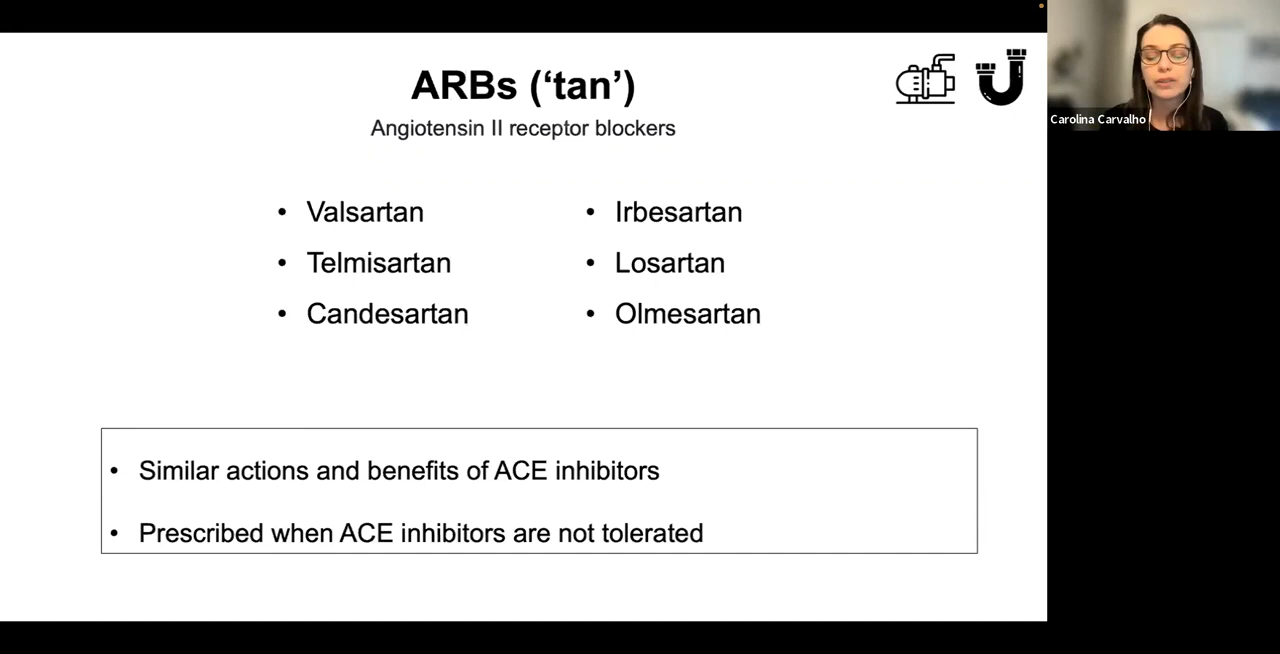 ARBs (‘tan’)
Angiotensin II receptor blockers
• Valsartan
• Telmisartan
• Candesartan
• Irbesartan
• Losartan
• Olmesartan
• Similar actions and benefits of ACE inhibitors
• Prescribed when ACE inhibitors are not tolerated
Carolina Carvalho